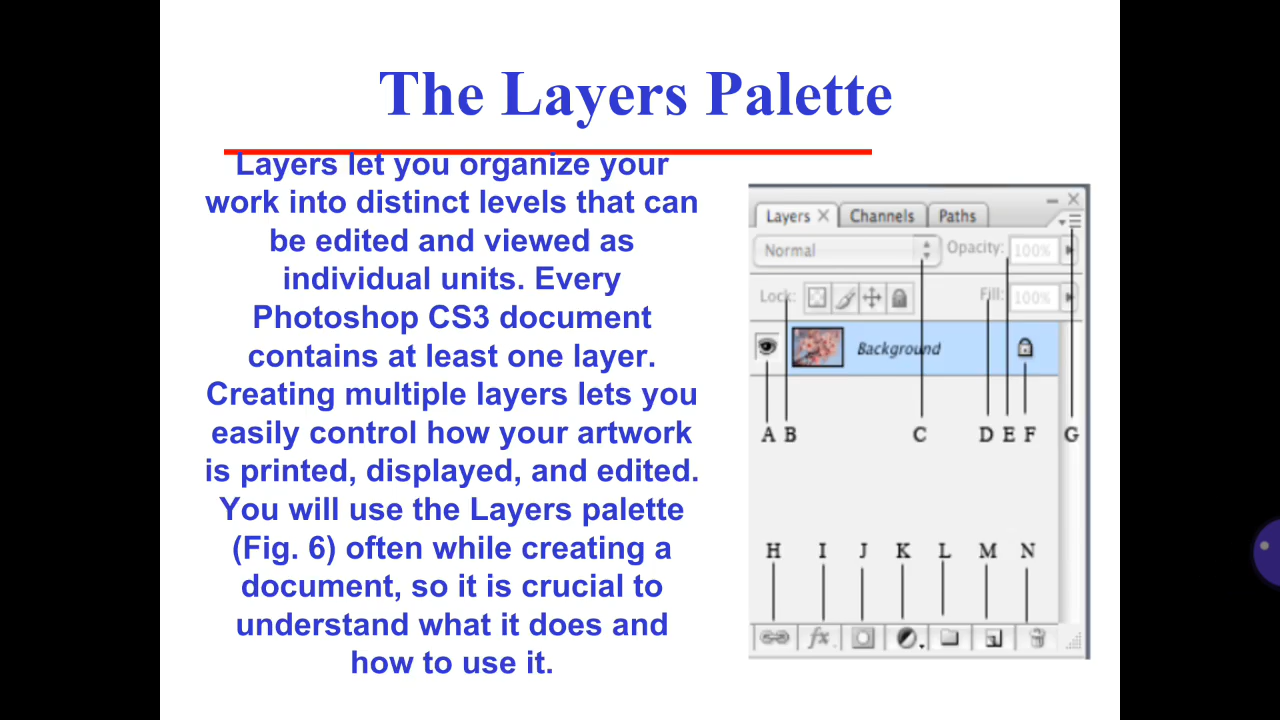 The Layers Palette
Layers let you organize your
work into distinct levels that can
be edited and viewed as
individual units. Every
Photoshop CS3 document
contains at least one layer.
Creating multiple layers lets you
easily control how your artwork
is printed, displayed, and edited.
You will use the Layers palette
(Fig. 6) often while creating a
document, so it is crucial to
understand what it does and
how to use it.
Layers X Channels Paths
Normal Opacity: 100%
Lock: Fill: 100%
Background
A B C D E F G
H I J K L M N
fx.